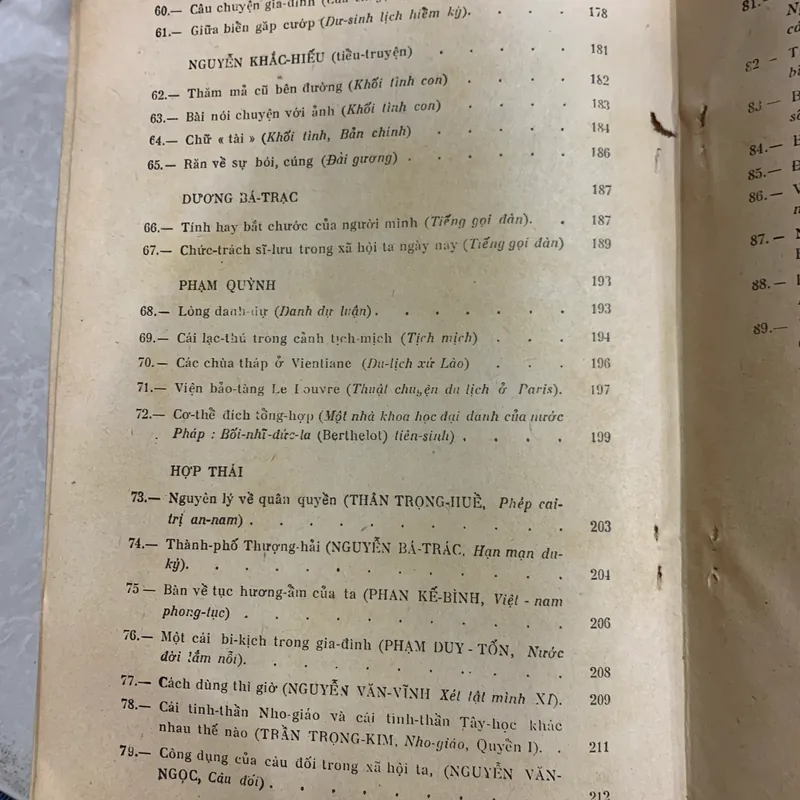 60.— Câu chuyện gia-đình
61.— Giữa biển gặp cướp (Dư-sinh lịch hiểm ký). . . . 178
NGUYỄN KHẮC-HIẾU (tiểu-truyện) . . . . . 181
62.— Thăm mả cũ bên đường (Khối tình con) . . . . 182
63.— Bài nói chuyện với ảnh (Khối tình con) . . . . 183
64.— Chữ « tài » (Khối tình, Bản chính) . . . . . 184
65.— Răn về sự bói, cúng (Đài gương) . . . . . . 186
DƯƠNG BÁ-TRẠC 187
66.— Tính hay bắt chước của người mình (Tiếng gọi đàn). . 187
67.— Chức-trách sĩ-lưu trong xã hội ta ngày nay (Tiếng gọi đàn) 189
PHẠM QUỲNH 193
68.— Lòng danh-dự (Danh dự luận). . . . . . 193
69.— Cái lạc-thú trong cảnh tịch-mịch (Tịch mịch) . . . 194
70.— Các chùa tháp ở Vientiane (Du-lịch xứ Lào) . . . 196
71.— Viện bảo-tàng Le Louvre (Thuật chuyện du lịch ở Paris). 197
72.— Cơ-thể đích tổng-hợp (Một nhà khoa học đại danh của nước
Pháp : Bối-nhĩ-đức-la (Berthelot) tiên-sinh) . . . . 199
HỢP THÁI
73.— Nguyên lý về quân quyền (THÂN TRỌNG-HUỀ, Phép cai-
trị an-nam) . . . . . . . . . . . 203
74.— Thành-phố Thượng-hải (NGUYỄN BÁ-TRÁC, Hạn mạn du-
ký). . . . . . . . . . . . . 204
75 — Bàn về tục hương-ẩm của ta (PHAN KẾ-BÍNH, Việt - nam
phong-tục) . . . . . . . . . . . 206
76.— Một cái bi-kịch trong gia-đình (PHẠM DUY - TỐN, Nước
đời lắm nỗi). . . . . . . . . . . 208
77.— Cách dùng thì giờ (NGUYỄN VĂN-VĨNH Xét tật mình XI). 209
78.— Cái tinh-thần Nho-giáo và cái tinh-thần Tây-học khác
nhau thế nào (TRẦN TRỌNG-KIM, Nho-giáo, Quyển I). . 211
79.— Công dụng của câu đối trong xã hội ta, (NGUYỄN VĂN-
NGỌC, Câu đối) . . . . . . . . . . 212
81.—
82 —
83 —
84.—
85.—
86.—
87.—
88.—
89.—